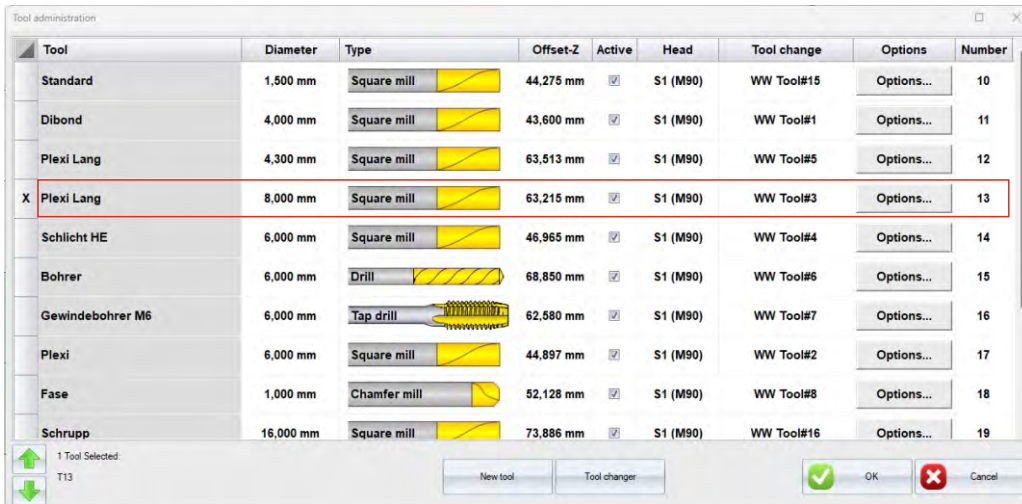 Tool administration
Tool Diameter Type Offset-Z Active Head Tool change Options Number
Standard 1,500 mm Square mill 44,275 mm S1 (M90) WW Tool#15 Options... 10
Dibond 4,000 mm Square mill 43,600 mm S1 (M90) WW Tool#1 Options... 11
Plexi Lang 4,300 mm Square mill 63,513 mm S1 (M90) WW Tool#5 Options... 12
X Plexi Lang 8,000 mm Square mill 63,215 mm S1 (M90) WW Tool#3 Options... 13
Schlicht HE 6,000 mm Square mill 46,965 mm S1 (M90) WW Tool#4 Options... 14
Bohrer 6,000 mm Drill 68,850 mm S1 (M90) WW Tool#6 Options... 15
Gewindebohrer M6 6,000 mm Tap drill 62,580 mm S1 (M90) WW Tool#7 Options... 16
Plexi 6,000 mm Square mill 44,897 mm S1 (M90) WW Tool#2 Options... 17
Fase 1,000 mm Chamfer mill 52,128 mm S1 (M90) WW Tool#8 Options... 18
Schrupp 16,000 mm Square mill 73,886 mm S1 (M90) WW Tool#16 Options... 19
1 Tool Selected:
T13
New tool Tool changer OK Cancel